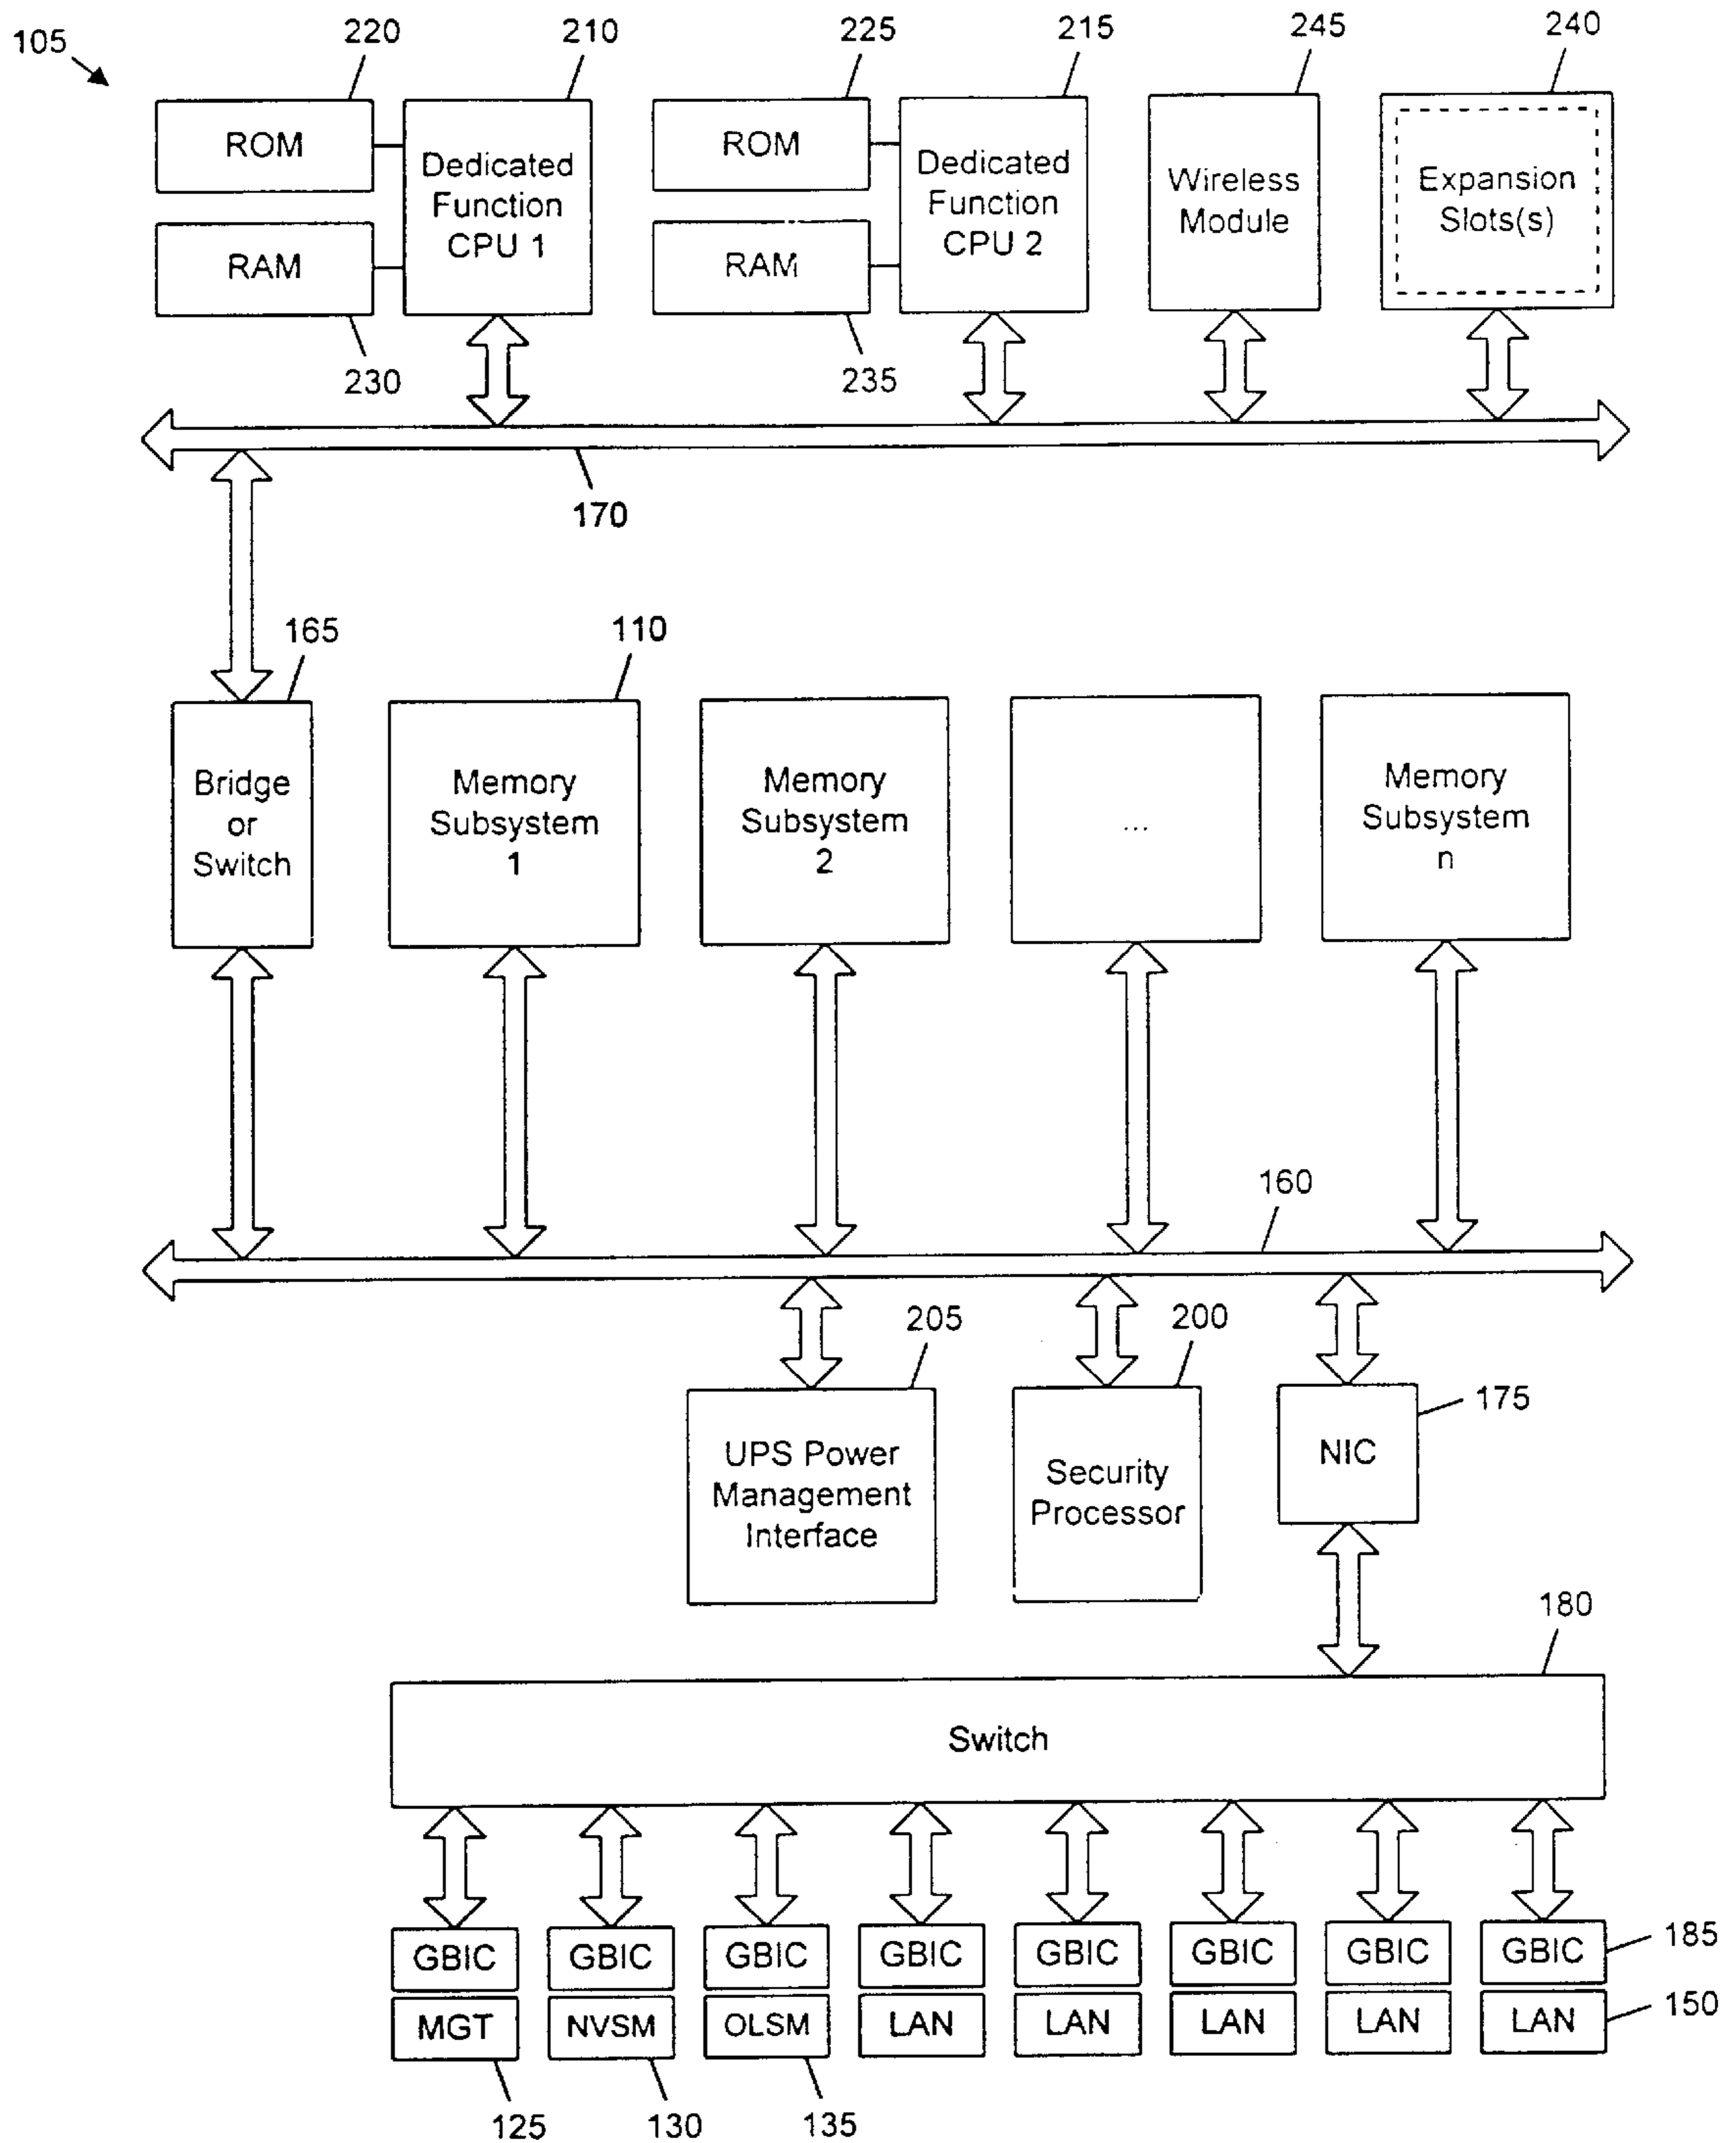 105
220
210
225
215
245
240
ROM
Dedicated
Function
CPU 1
RAM
ROM
Dedicated
Function
CPU 2
RAM
Wireless
Module
Expansion
Slots(s)
230
235
170
165
110
Bridge
or
Switch
Memory
Subsystem
1
Memory
Subsystem
2
...
Memory
Subsystem
n
160
205
200
175
UPS Power
Management
Interface
Security
Processor
NIC
180
Switch
GBIC GBIC GBIC GBIC GBIC GBIC GBIC GBIC 185
MGT NVSM OLSM LAN LAN LAN LAN LAN 150
125 130 135